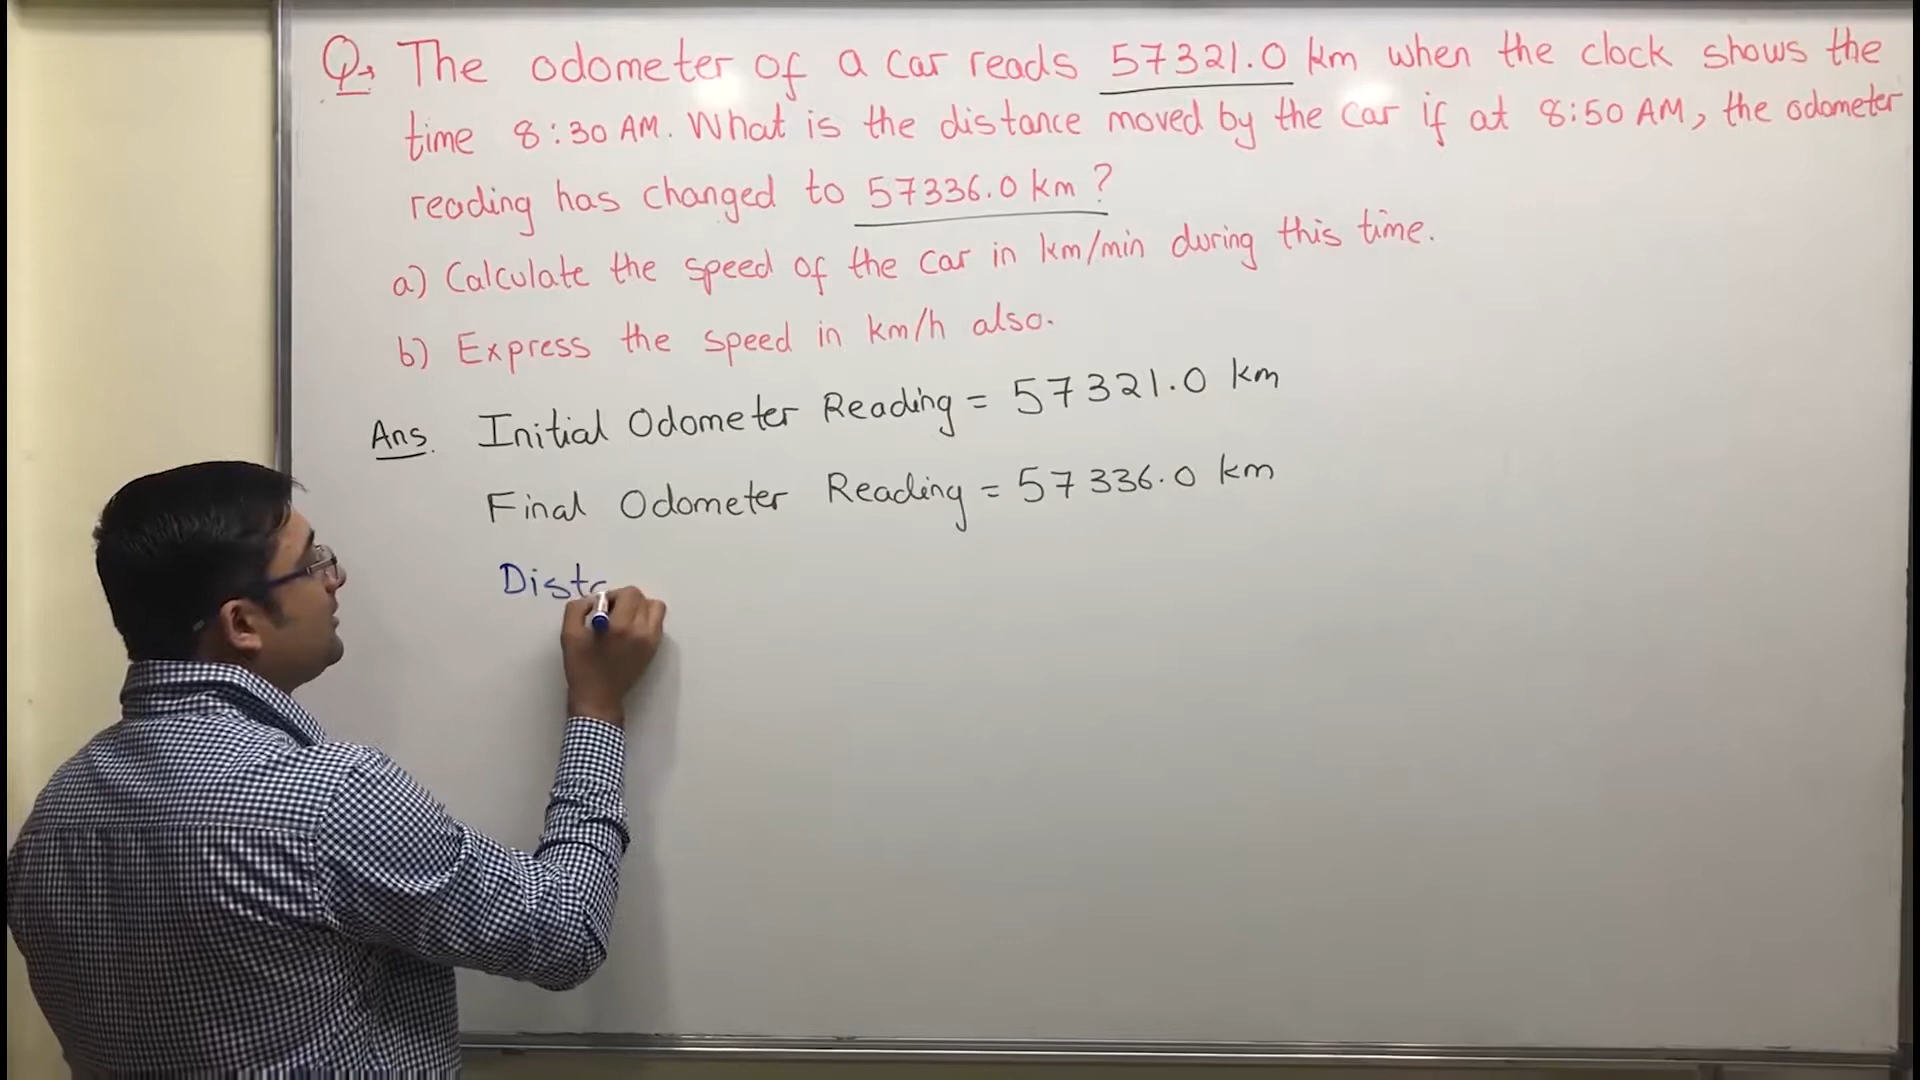 Q. The odometer of a car reads 57321.0 km when the clock shows the
time 8:30 AM. What is the distance moved by the car if at 8:50 AM, the odometer
reading has changed to 57336.0 km?
a) Calculate the speed of the car in km/min during this time.
b) Express the speed in km/h also.
Ans. Initial Odometer Reading = 57321.0 km
Final Odometer Reading = 57336.0 km
Dist